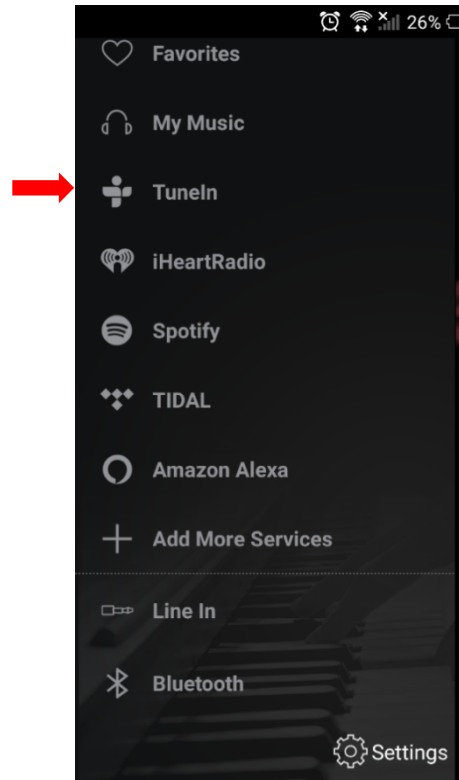 26%
Favorites
My Music
TuneIn
iHeartRadio
Spotify
TIDAL
Amazon Alexa
Add More Services
Line In
Bluetooth
Settings